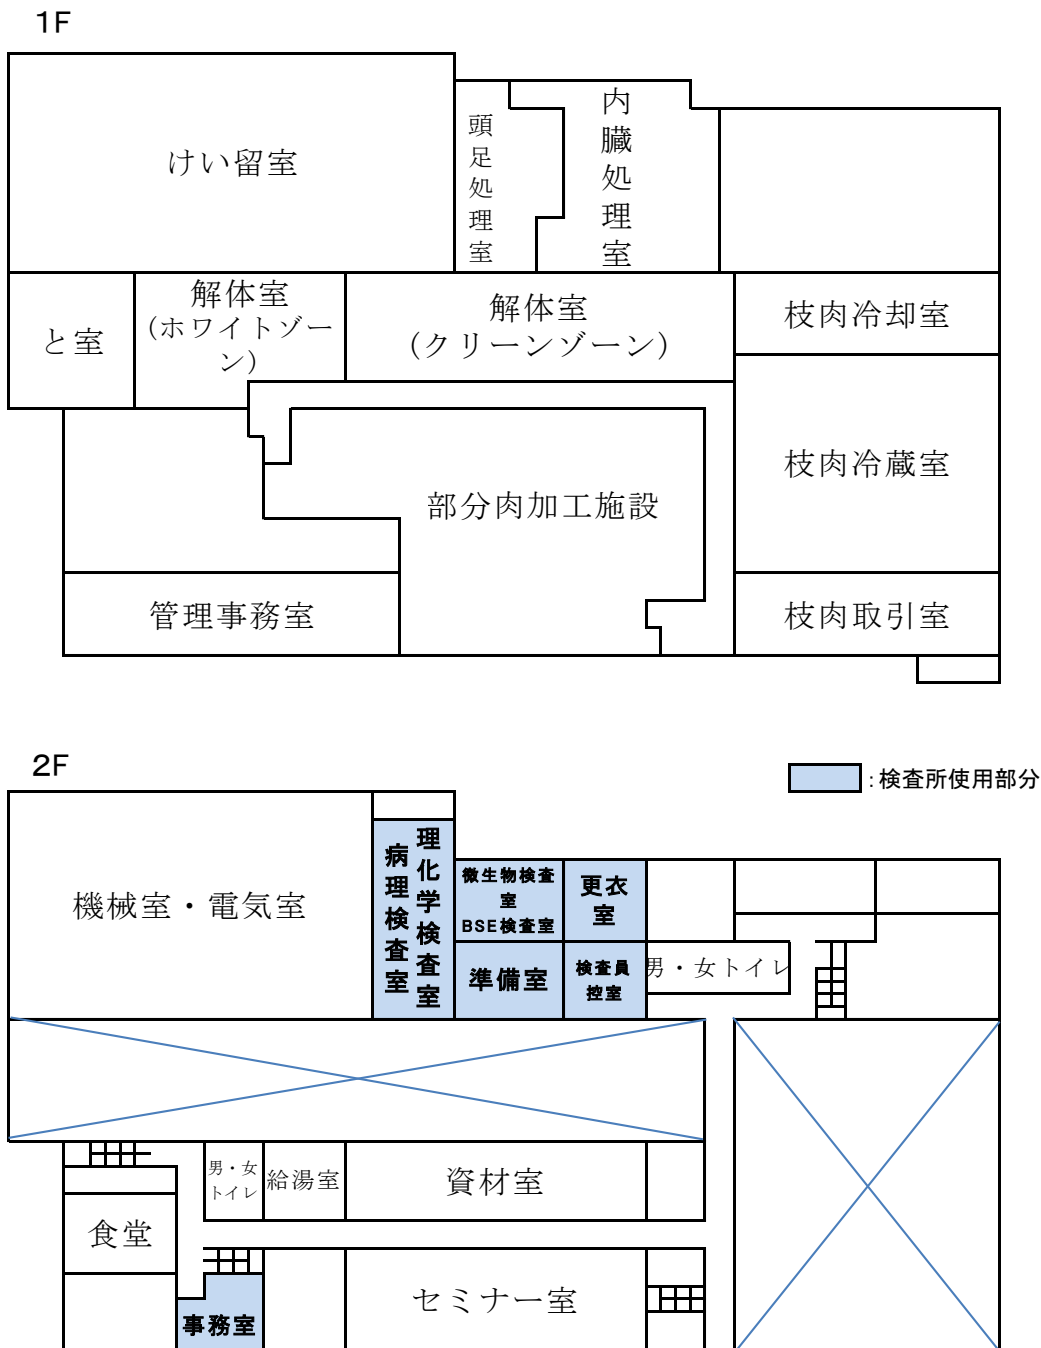 1F
けい留室
頭足処理室
内臓処理室
と室
解体室
(ホワイトゾー
ン)
解体室
(クリーンゾーン)
枝肉冷却室
枝肉冷蔵室
部分肉加工施設
管理事務室
枝肉取引室
2F
:検査所使用部分
機械室・電気室
理化学検査室
病理検査室
微生物検査
室
BSE検査室
更衣
室
準備室
検査員
控室
男・女トイレ
男・女
トイレ
給湯室
資材室
食堂
セミナー室
事務室